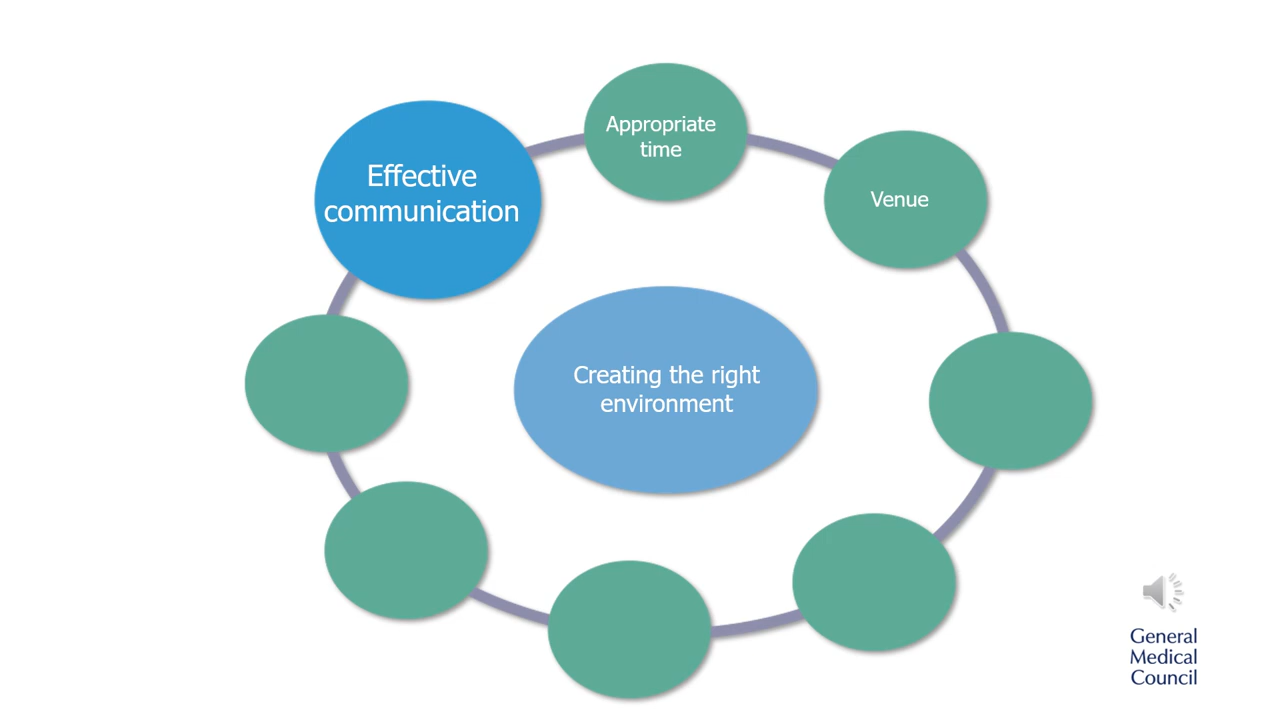 Appropriate
time
Effective
communication
Venue
Creating the right
environment
General
Medical
Council